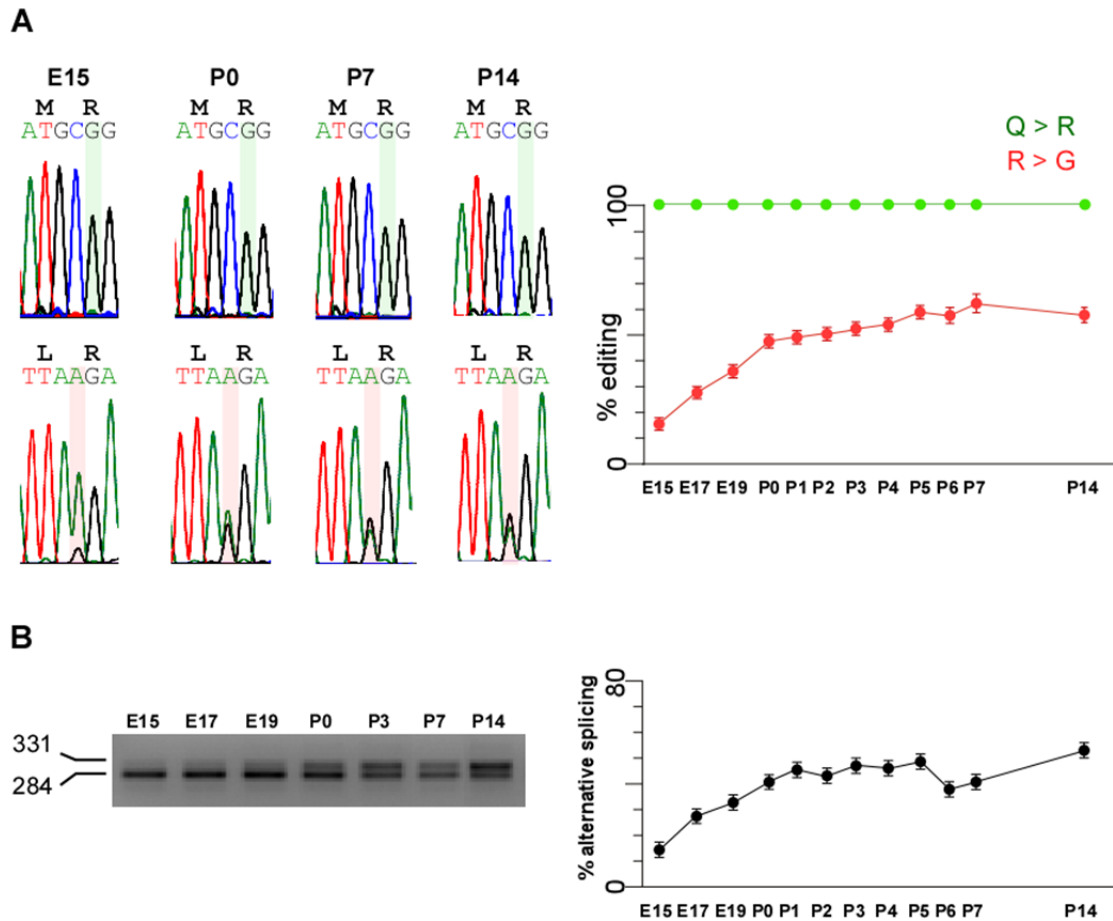 A
E15 P0 P7 P14
M R M R M R M R
ATGCGG ATGCGG ATGCGG ATGCGG
L R L R L R L R
TTAAGA TTAAGA TTAAGA TTAAGA
Q > R
R > G
100
% editing
0
E15 E17 E19 P0 P1 P2 P3 P4 P5 P6 P7 P14
B
E15 E17 E19 P0 P3 P7 P14
331
284
80
% alternative splicing
0
E15 E17 E19 P0 P1 P2 P3 P4 P5 P6 P7 P14